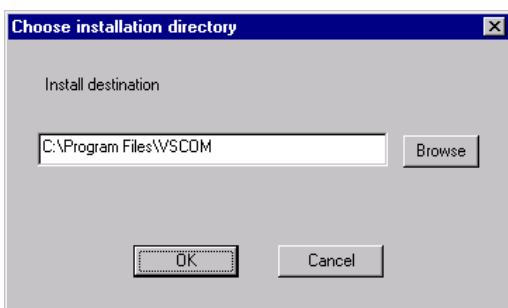 Choose installation directory
Install destination
C:\Program Files\VSCOM
Browse
OK
Cancel